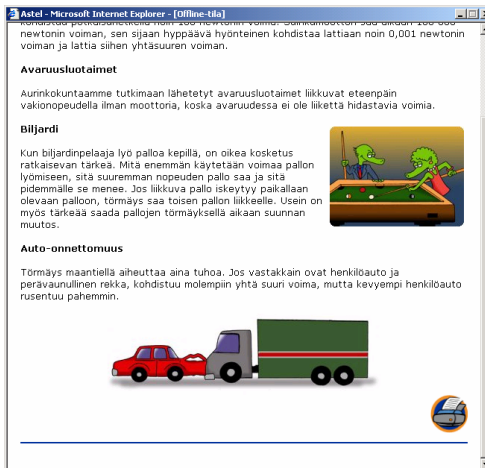 Astel - Microsoft Internet Explorer - [Offline-tila]
newtonin voiman, sen sijaan hyppäävä hyönteinen kohdistaa lattiaan noin 0,001 newtonin
voiman ja lattia siihen yhtäsuuren voiman.
Avaruusluotaimet
Aurinkokuntaamme tutkimaan lähetetyt avaruusluotaimet liikkuvat eteenpäin
vakionopeudella ilman moottoria, koska avaruudessa ei ole liikettä hidastavia voimia.
Biljardi
Kun biljardinpelaaja lyö palloa kepillä, on oikea kosketus
ratkaisevan tärkeä. Mitä enemmän käytetään voimaa pallon
lyömiseen, sitä suuremman nopeuden pallo saa ja sitä
pidemmälle se menee. Jos liikkuva pallo iskeytyy paikallaan
olevaan palloon, törmäys saa toisen pallon liikkeelle. Usein on
myös tärkeää saada pallojen törmäyksellä aikaan suunnan
muutos.
Auto-onnettomuus
Törmäys maantiellä aiheuttaa aina tuhoa. Jos vastakkain ovat henkilöauto ja
perävaunullinen rekka, kohdistuu molempiin yhtä suuri voima, mutta kevyempi henkilöauto
rusentuu pahemmin.